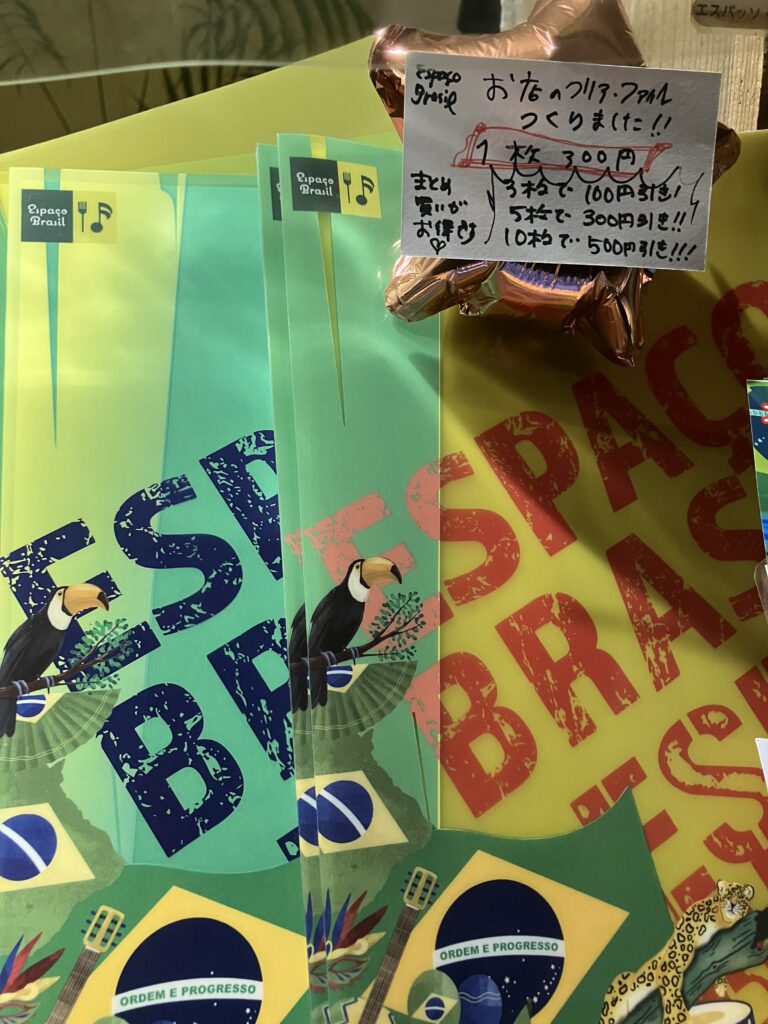 エスパッソ
Espaço
Brasil
お店のクリア・ファイル
つくりました!!
1枚 300円
まとめ
買いが
お得です
3枚で 100円引き!
5枚で 300円引き!!
10枚で 500円引き!!!
Espaço
Brasil
Espaço
Brasil
ESP
BR
ESPAÇO
BRAS
ORDEM E PROGRESSO
ORDEM E PROGRESSO